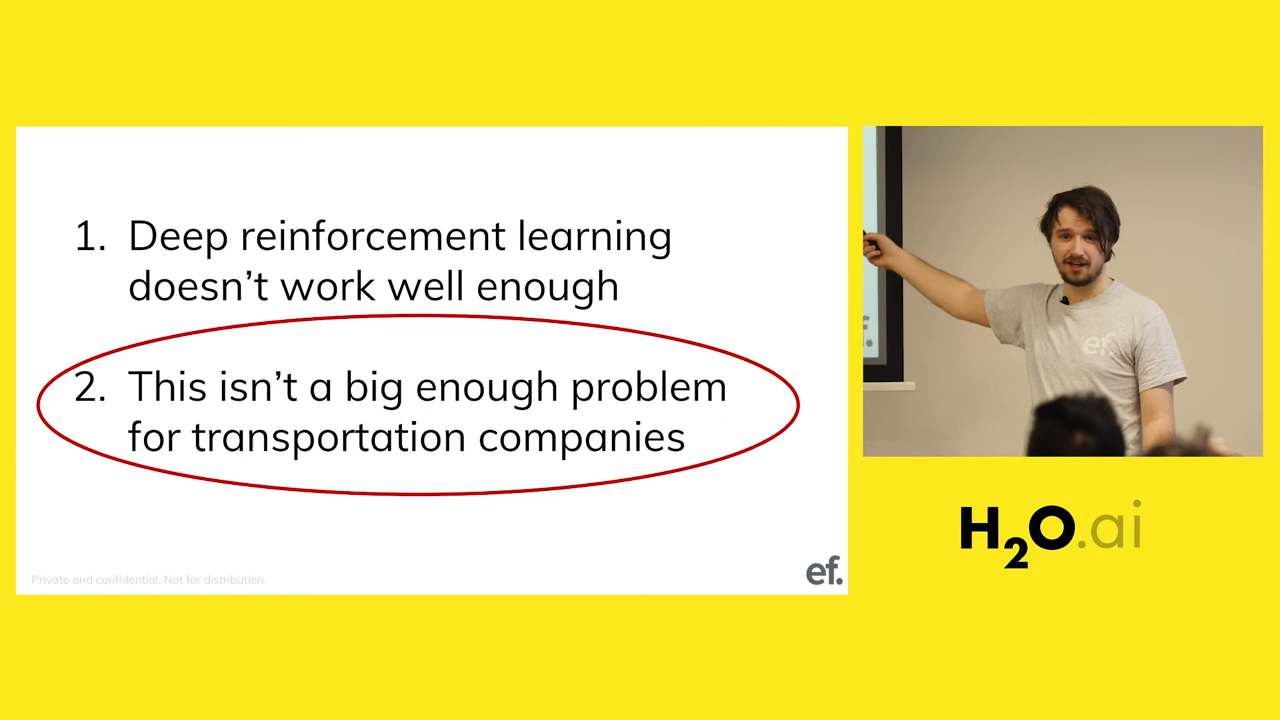 1. Deep reinforcement learning
doesn't work well enough
2. This isn't a big enough problem
for transportation companies
Private and confidential. Not for distribution.
ef.
ef.
H2O.ai